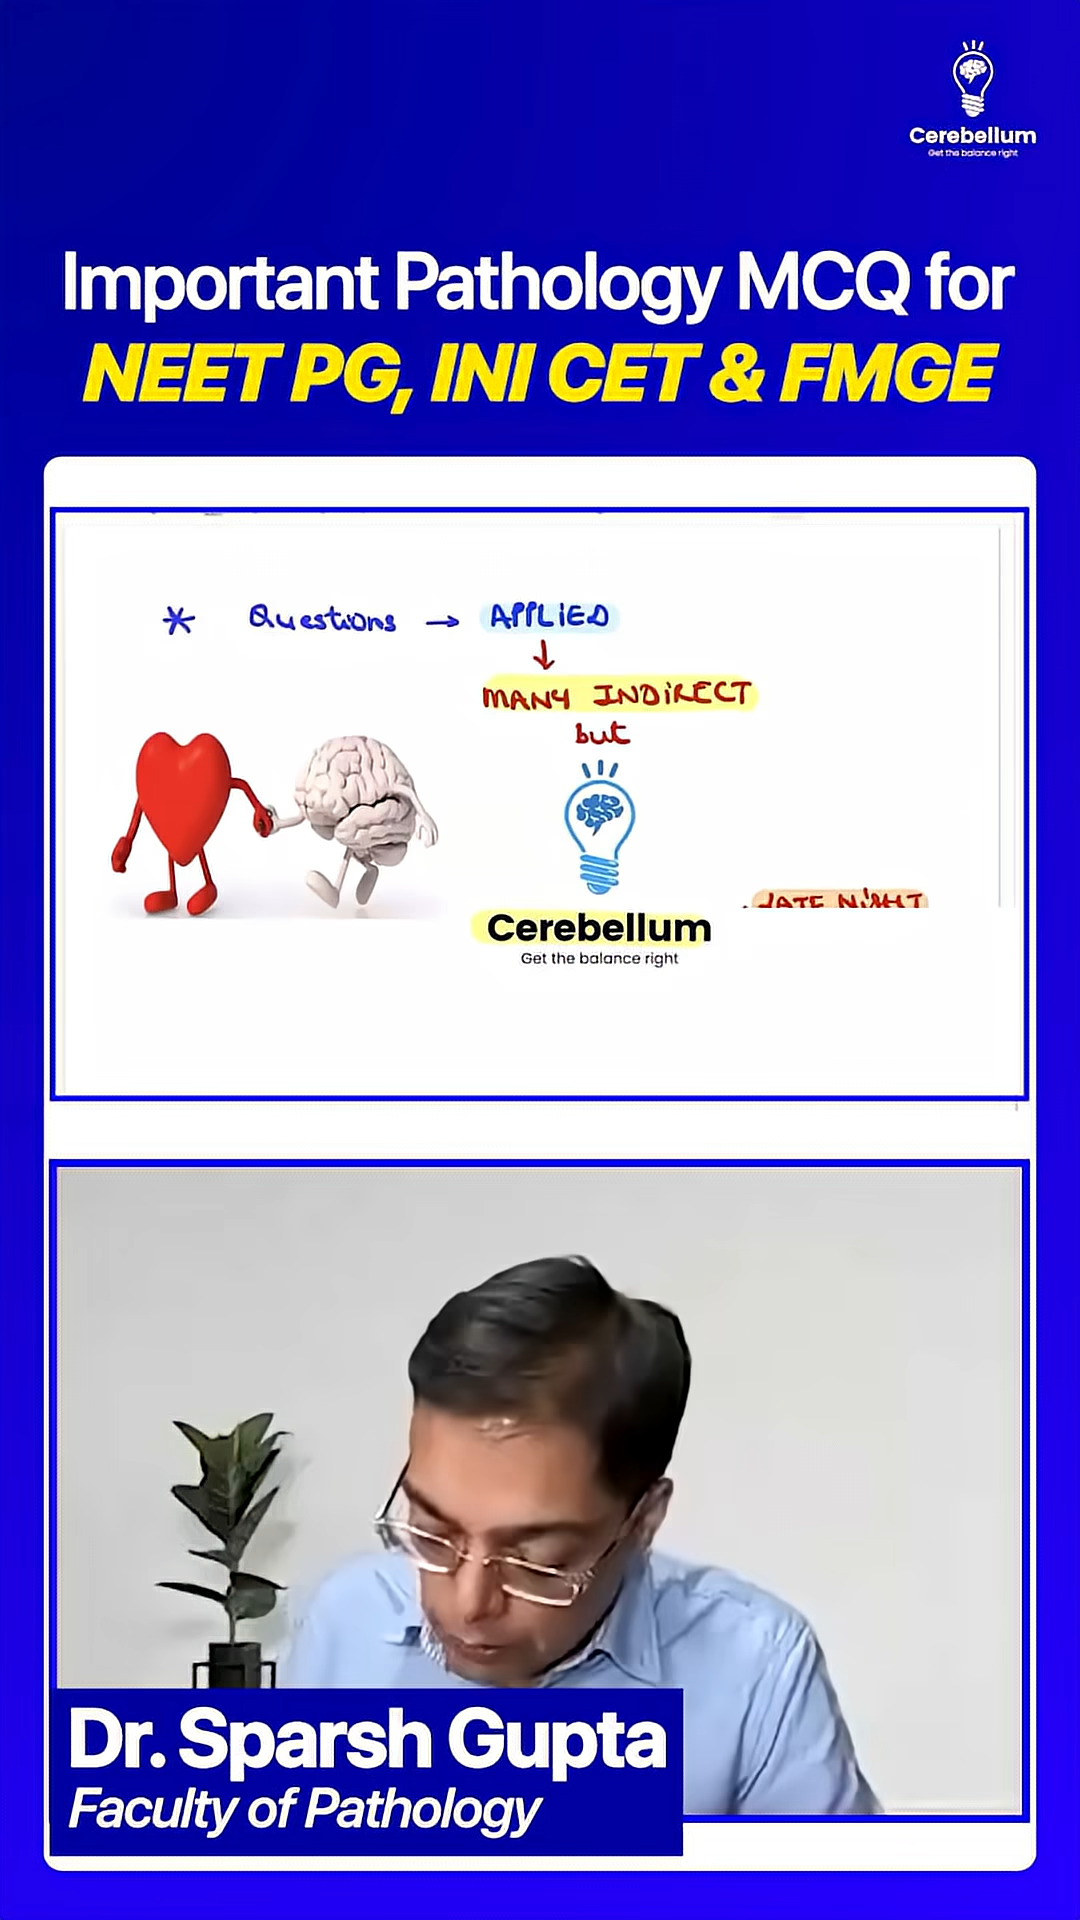 Cerebellum
Get the balance right
Important Pathology MCQ for
NEET PG, INI CET & FMGE
* Questions → APPLIED
↓
MANY INDIRECT
but
Cerebellum
Get the balance right
NIGHT
Dr. Sparsh Gupta
Faculty of Pathology